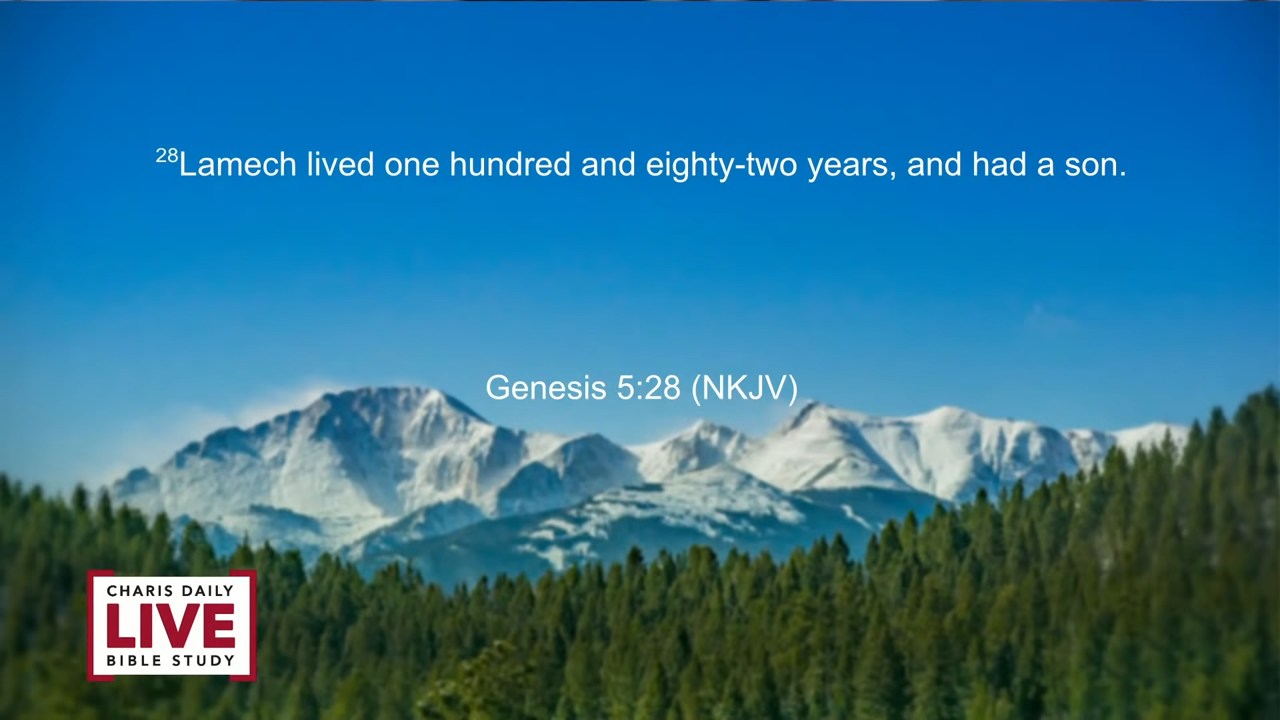 28Lamech lived one hundred and eighty-two years, and had a son.
Genesis 5:28 (NKJV)
CHARIS DAILY
LIVE
BIBLE STUDY